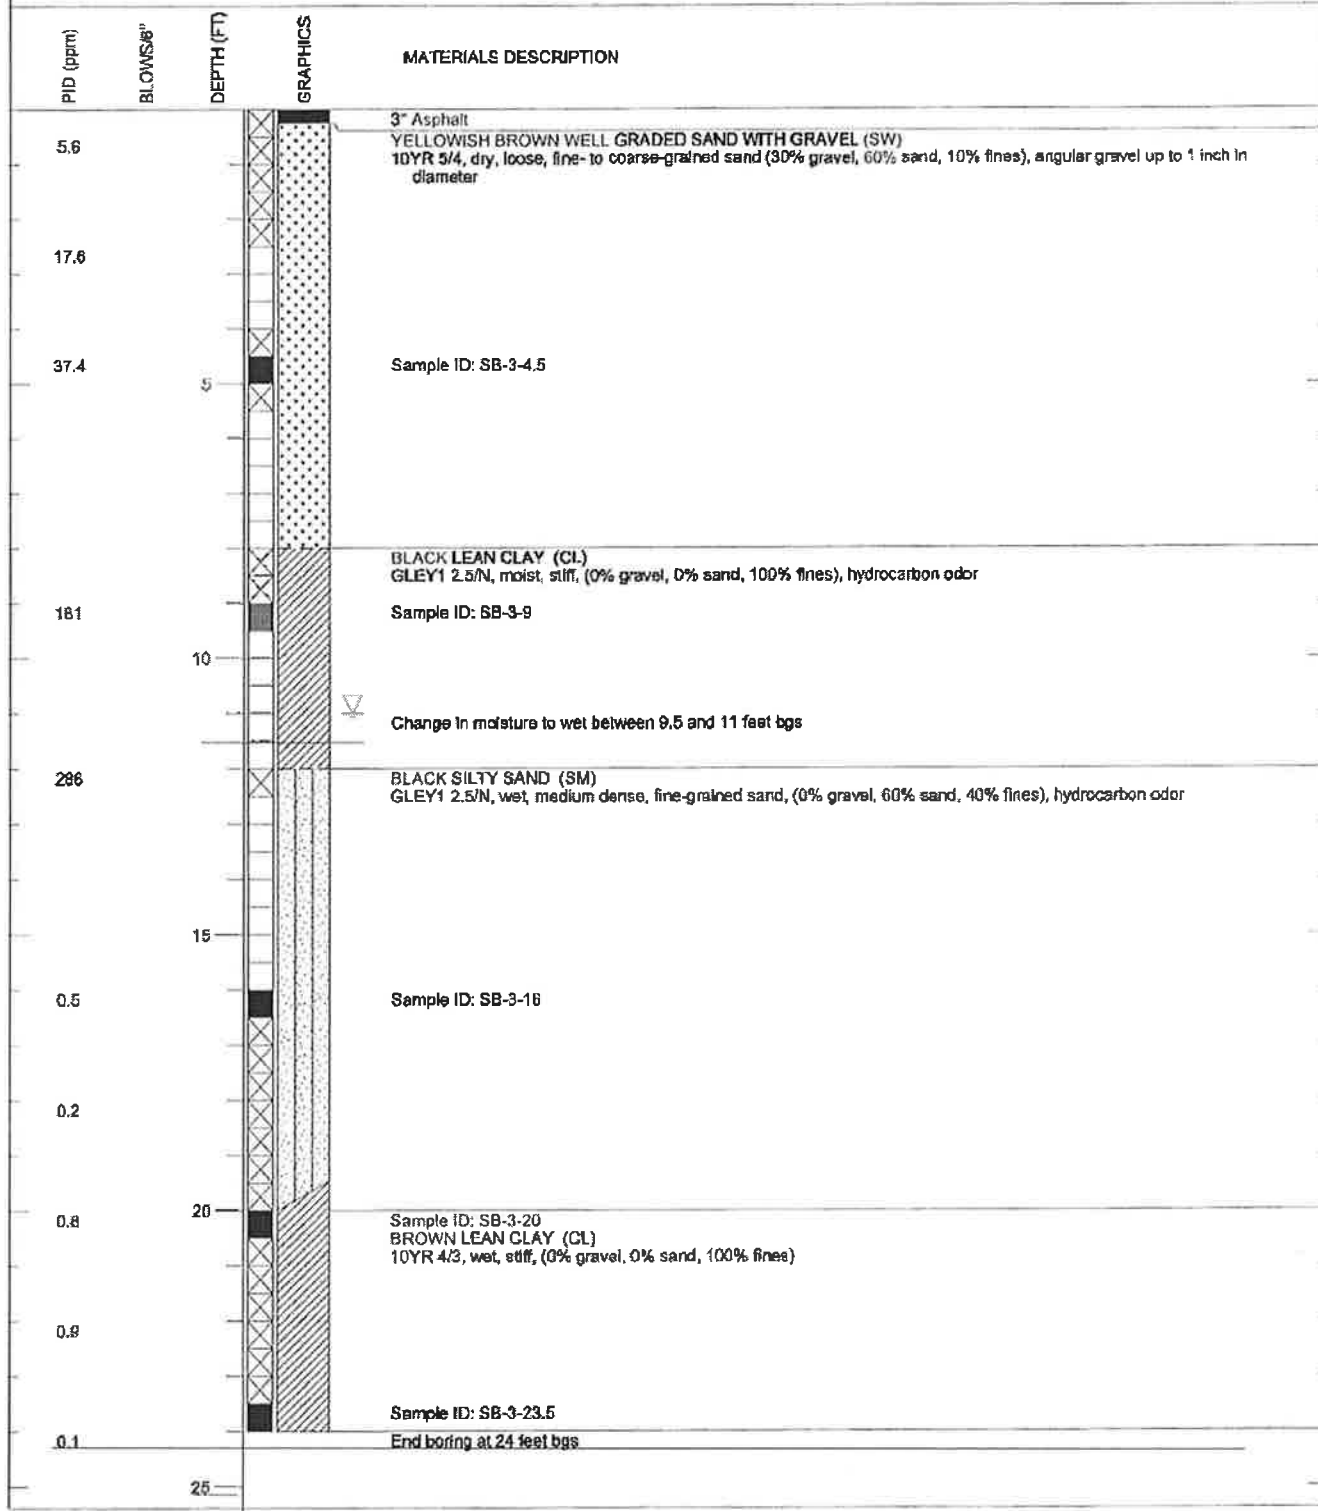 PID (ppm)
BLOWS/6"
DEPTH (FT)
GRAPHICS
MATERIALS DESCRIPTION
3" Asphalt
YELLOWISH BROWN WELL GRADED SAND WITH GRAVEL (SW)
5.6
10YR 5/4, dry, loose, fine- to coarse-grained sand (30% gravel, 60% sand, 10% fines), angular gravel up to 1 inch in
diameter
17.6
37.4
Sample ID: SB-3-4.5
5
BLACK LEAN CLAY (CL)
GLEY1 2.5/N, moist, stiff, (0% gravel, 0% sand, 100% fines), hydrocarbon odor
181
Sample ID: SB-3-9
10
Change in moisture to wet between 9.5 and 11 feet bgs
286
BLACK SILTY SAND (SM)
GLEY1 2.5/N, wet, medium dense, fine-grained sand, (0% gravel, 60% sand, 40% fines), hydrocarbon odor
15
0.5
Sample ID: SB-3-16
0.2
20
0.8
Sample ID: SB-3-20
BROWN LEAN CLAY (CL)
10YR 4/3, wet, stiff, (0% gravel, 0% sand, 100% fines)
0.9
Sample ID: SB-3-23.5
0.1
End boring at 24 feet bgs
25